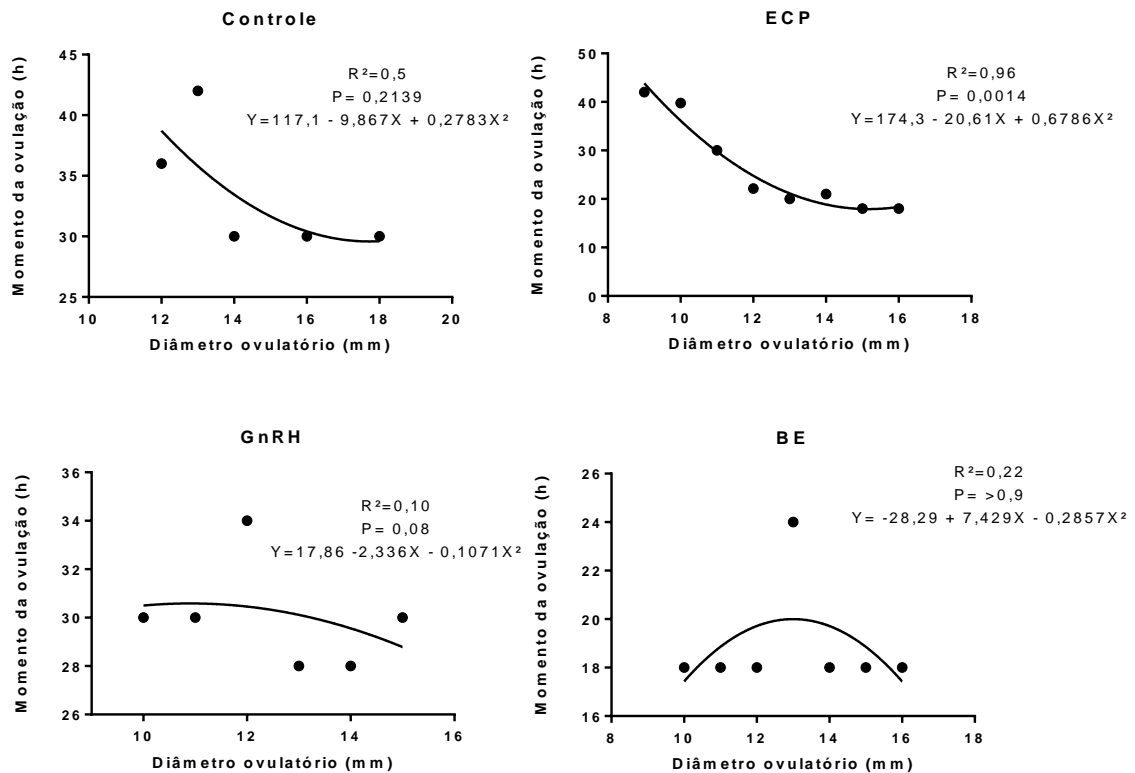 Controle
R²=0,5
P= 0,2139
Y=117,1 - 9,867X + 0,2783X²
Momento da ovulação (h)
45
40
35
30
25
10 12 14 16 18 20
Diâmetro ovulatório (mm)
ECP
R²=0,96
P= 0,0014
Y=174,3 - 20,61X + 0,6786X²
Momento da ovulação (h)
50
40
30
20
10
0
8 10 12 14 16 18
Diâmetro ovulatório (mm)
GnRH
R²=0,10
P= 0,08
Y=17,86 -2,336X - 0,1071X²
Momento da ovulação (h)
36
34
32
30
28
26
10 12 14 16
Diâmetro ovulatório (mm)
BE
R²=0,22
P= >0,9
Y= -28,29 + 7,429X - 0,2857X²
Momento da ovulação (h)
26
24
22
20
18
16
8 10 12 14 16 18
Diâmetro ovulatório (mm)